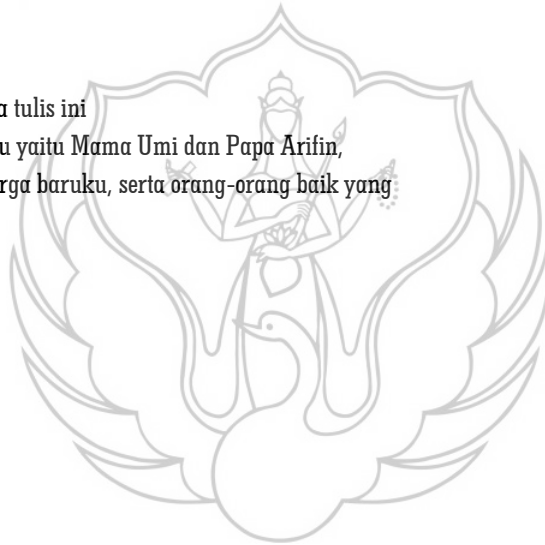 a tulis ini
u yaitu Mama Umi dan Papa Arifin,
rga baruku, serta orang-orang baik yang